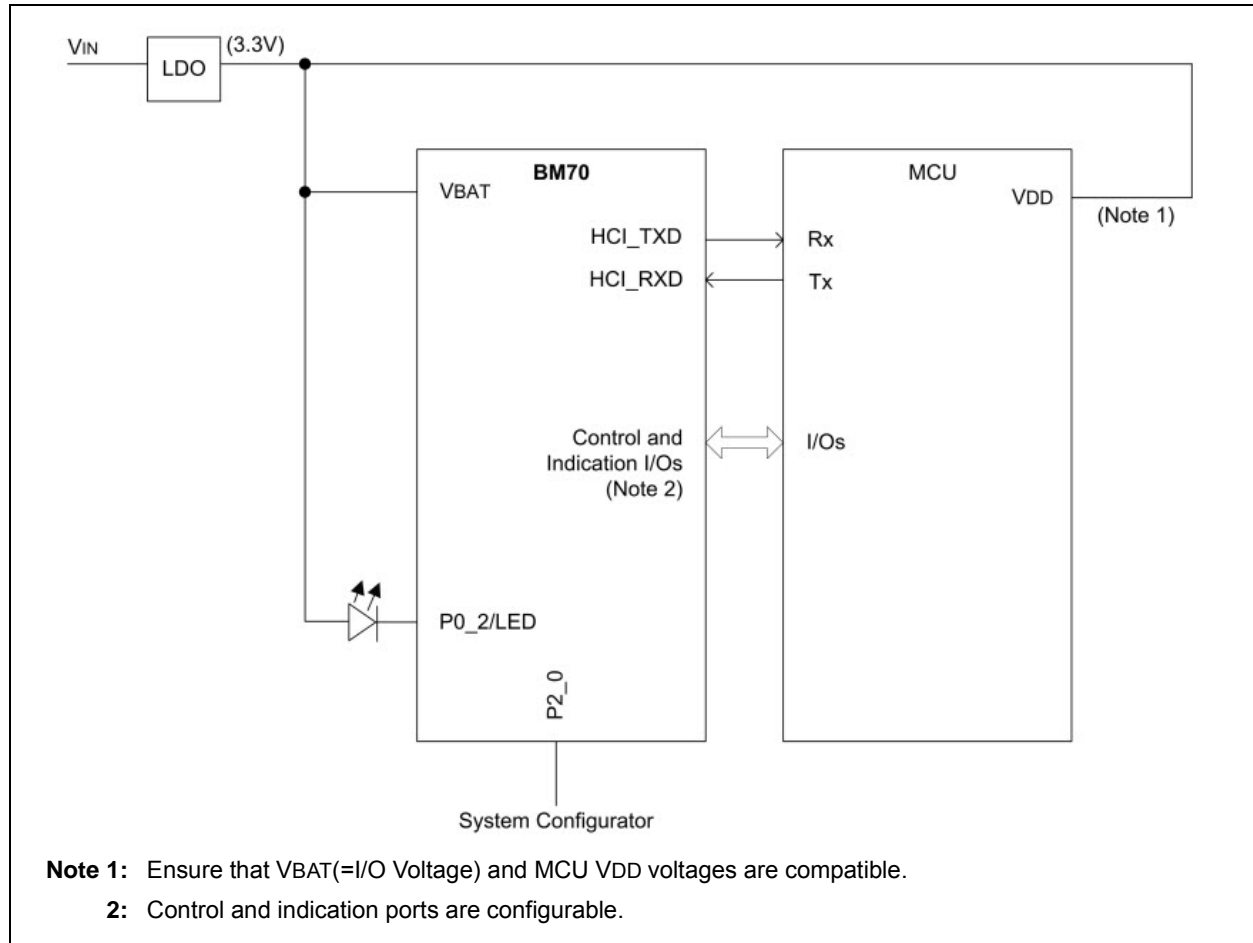 VIN
LDO
(3.3V)
BM70
MCU
VBAT
VDD
(Note 1)
HCI_TXD
Rx
HCI_RXD
Tx
Control and
Indication I/Os
(Note 2)
I/Os
P0_2/LED
P2_0
System Configurator
Note 1: Ensure that VBAT(=I/O Voltage) and MCU VDD voltages are compatible.
2: Control and indication ports are configurable.